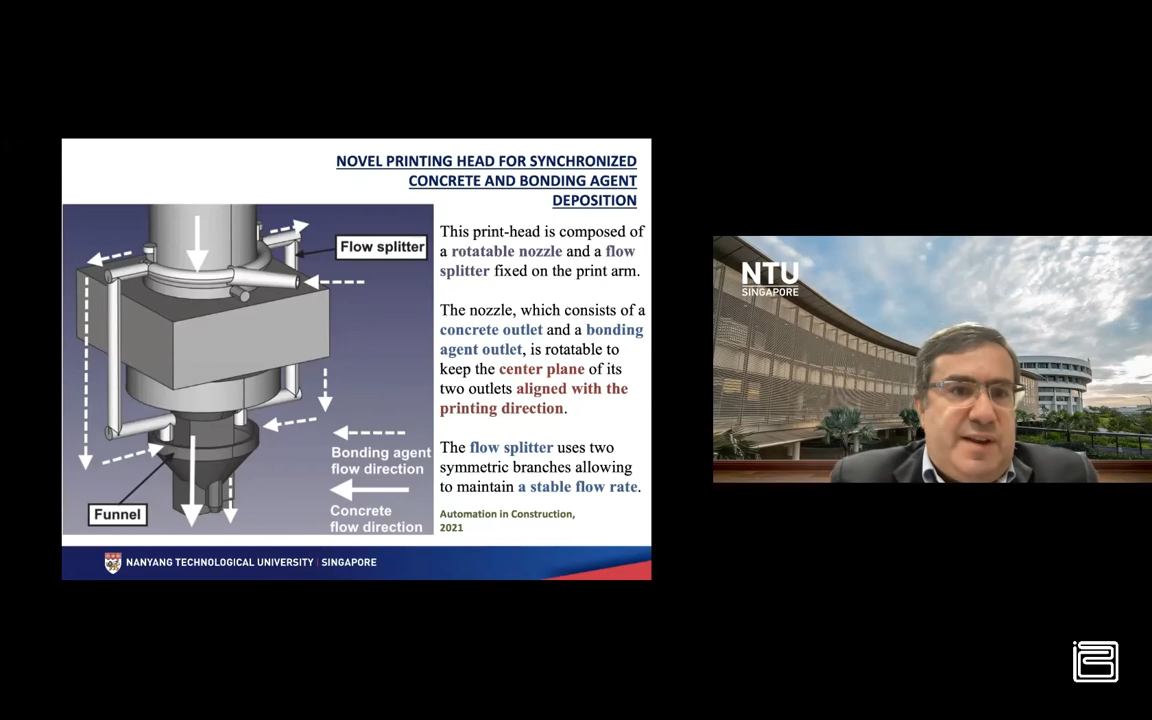 NOVEL PRINTING HEAD FOR SYNCHRONIZED
CONCRETE AND BONDING AGENT
DEPOSITION
Flow splitter
Bonding agent
flow direction
Concrete
flow direction
Funnel
This print-head is composed of
a rotatable nozzle and a flow
splitter fixed on the print arm.
The nozzle, which consists of a
concrete outlet and a bonding
agent outlet, is rotatable to
keep the center plane of its
two outlets aligned with the
printing direction.
The flow splitter uses two
symmetric branches allowing
to maintain a stable flow rate.
Automation in Construction,
2021
NANYANG TECHNOLOGICAL UNIVERSITY | SINGAPORE
NTU
SINGAPORE